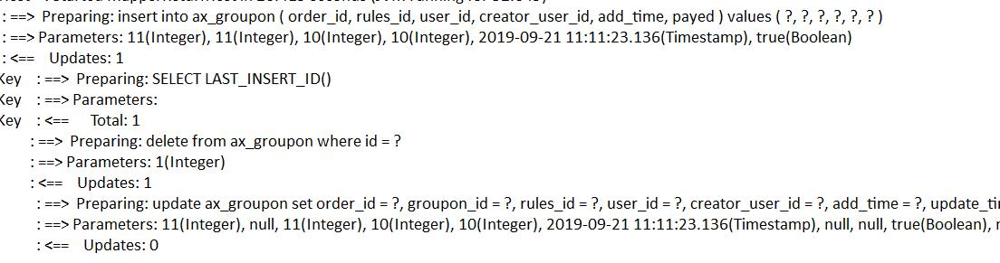 : ==>  Preparing: insert into ax_groupon ( order_id, rules_id, user_id, creator_user_id, add_time, payed ) values ( ?, ?, ?, ?, ?, ? )
: ==> Parameters: 11(Integer), 11(Integer), 10(Integer), 10(Integer), 2019-09-21 11:11:23.136(Timestamp), true(Boolean)
: <==    Updates: 1
Key    : ==>  Preparing: SELECT LAST_INSERT_ID()
Key    : ==> Parameters:
Key    : <==      Total: 1
: ==>  Preparing: delete from ax_groupon where id = ?
: ==> Parameters: 1(Integer)
: <==    Updates: 1
: ==>  Preparing: update ax_groupon set order_id = ?, groupon_id = ?, rules_id = ?, user_id = ?, creator_user_id = ?, add_time = ?,
: ==> Parameters: 11(Integer), null, 11(Integer), 10(Integer), 10(Integer), 2019-09-21 11:11:23.136(Timestamp), null, null, true(Boolean),
: <==    Updates: 0